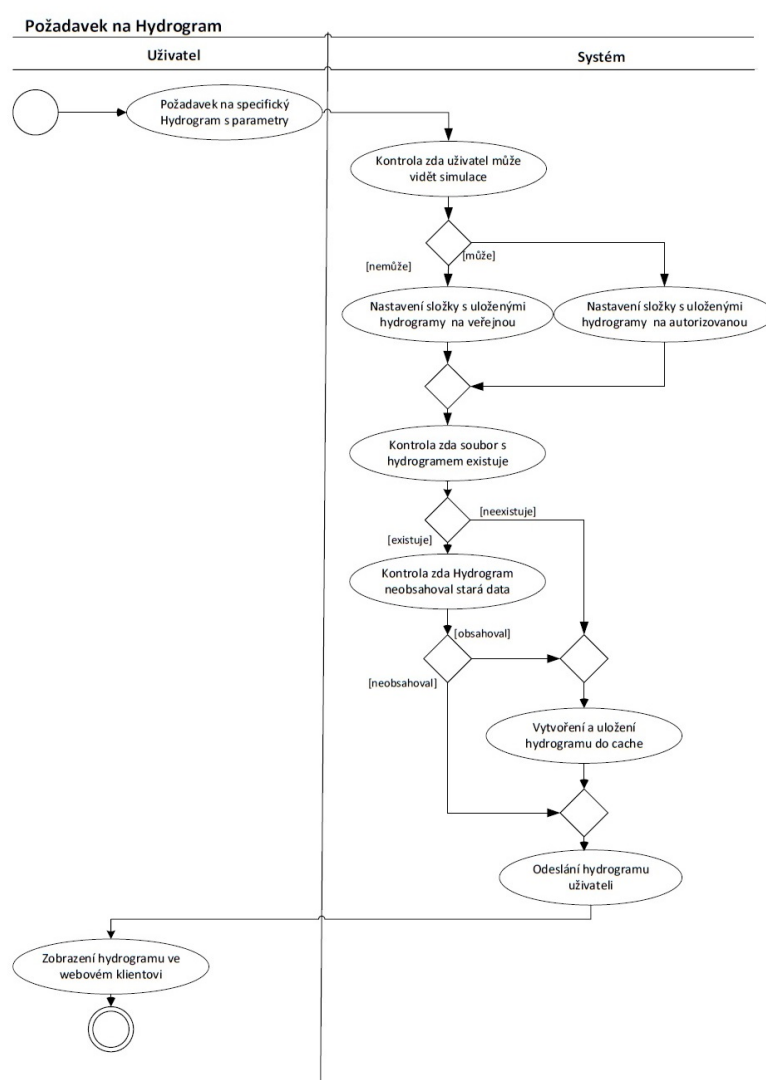 Požadavek na Hydrogram
Uživatel
Systém
Požadavek na specifický
Hydrogram s parametry
Kontrola zda uživatel může
vidět simulace
[může]
[nemůže]
Nastavení složky s uloženými
hydrogramy  na veřejnou
Nastavení složky s uloženými
hydrogramy  na autorizovanou
Kontrola zda soubor s
hydrogramem existuje
[neexistuje]
[existuje]
Kontrola zda Hydrogram
neobsahoval stará data
[obsahoval]
[neobsahoval]
Vytvoření a uložení
hydrogramu do cache
Odeslání hydrogramu
uživateli
Zobrazení hydrogramu ve
webovém klientovi